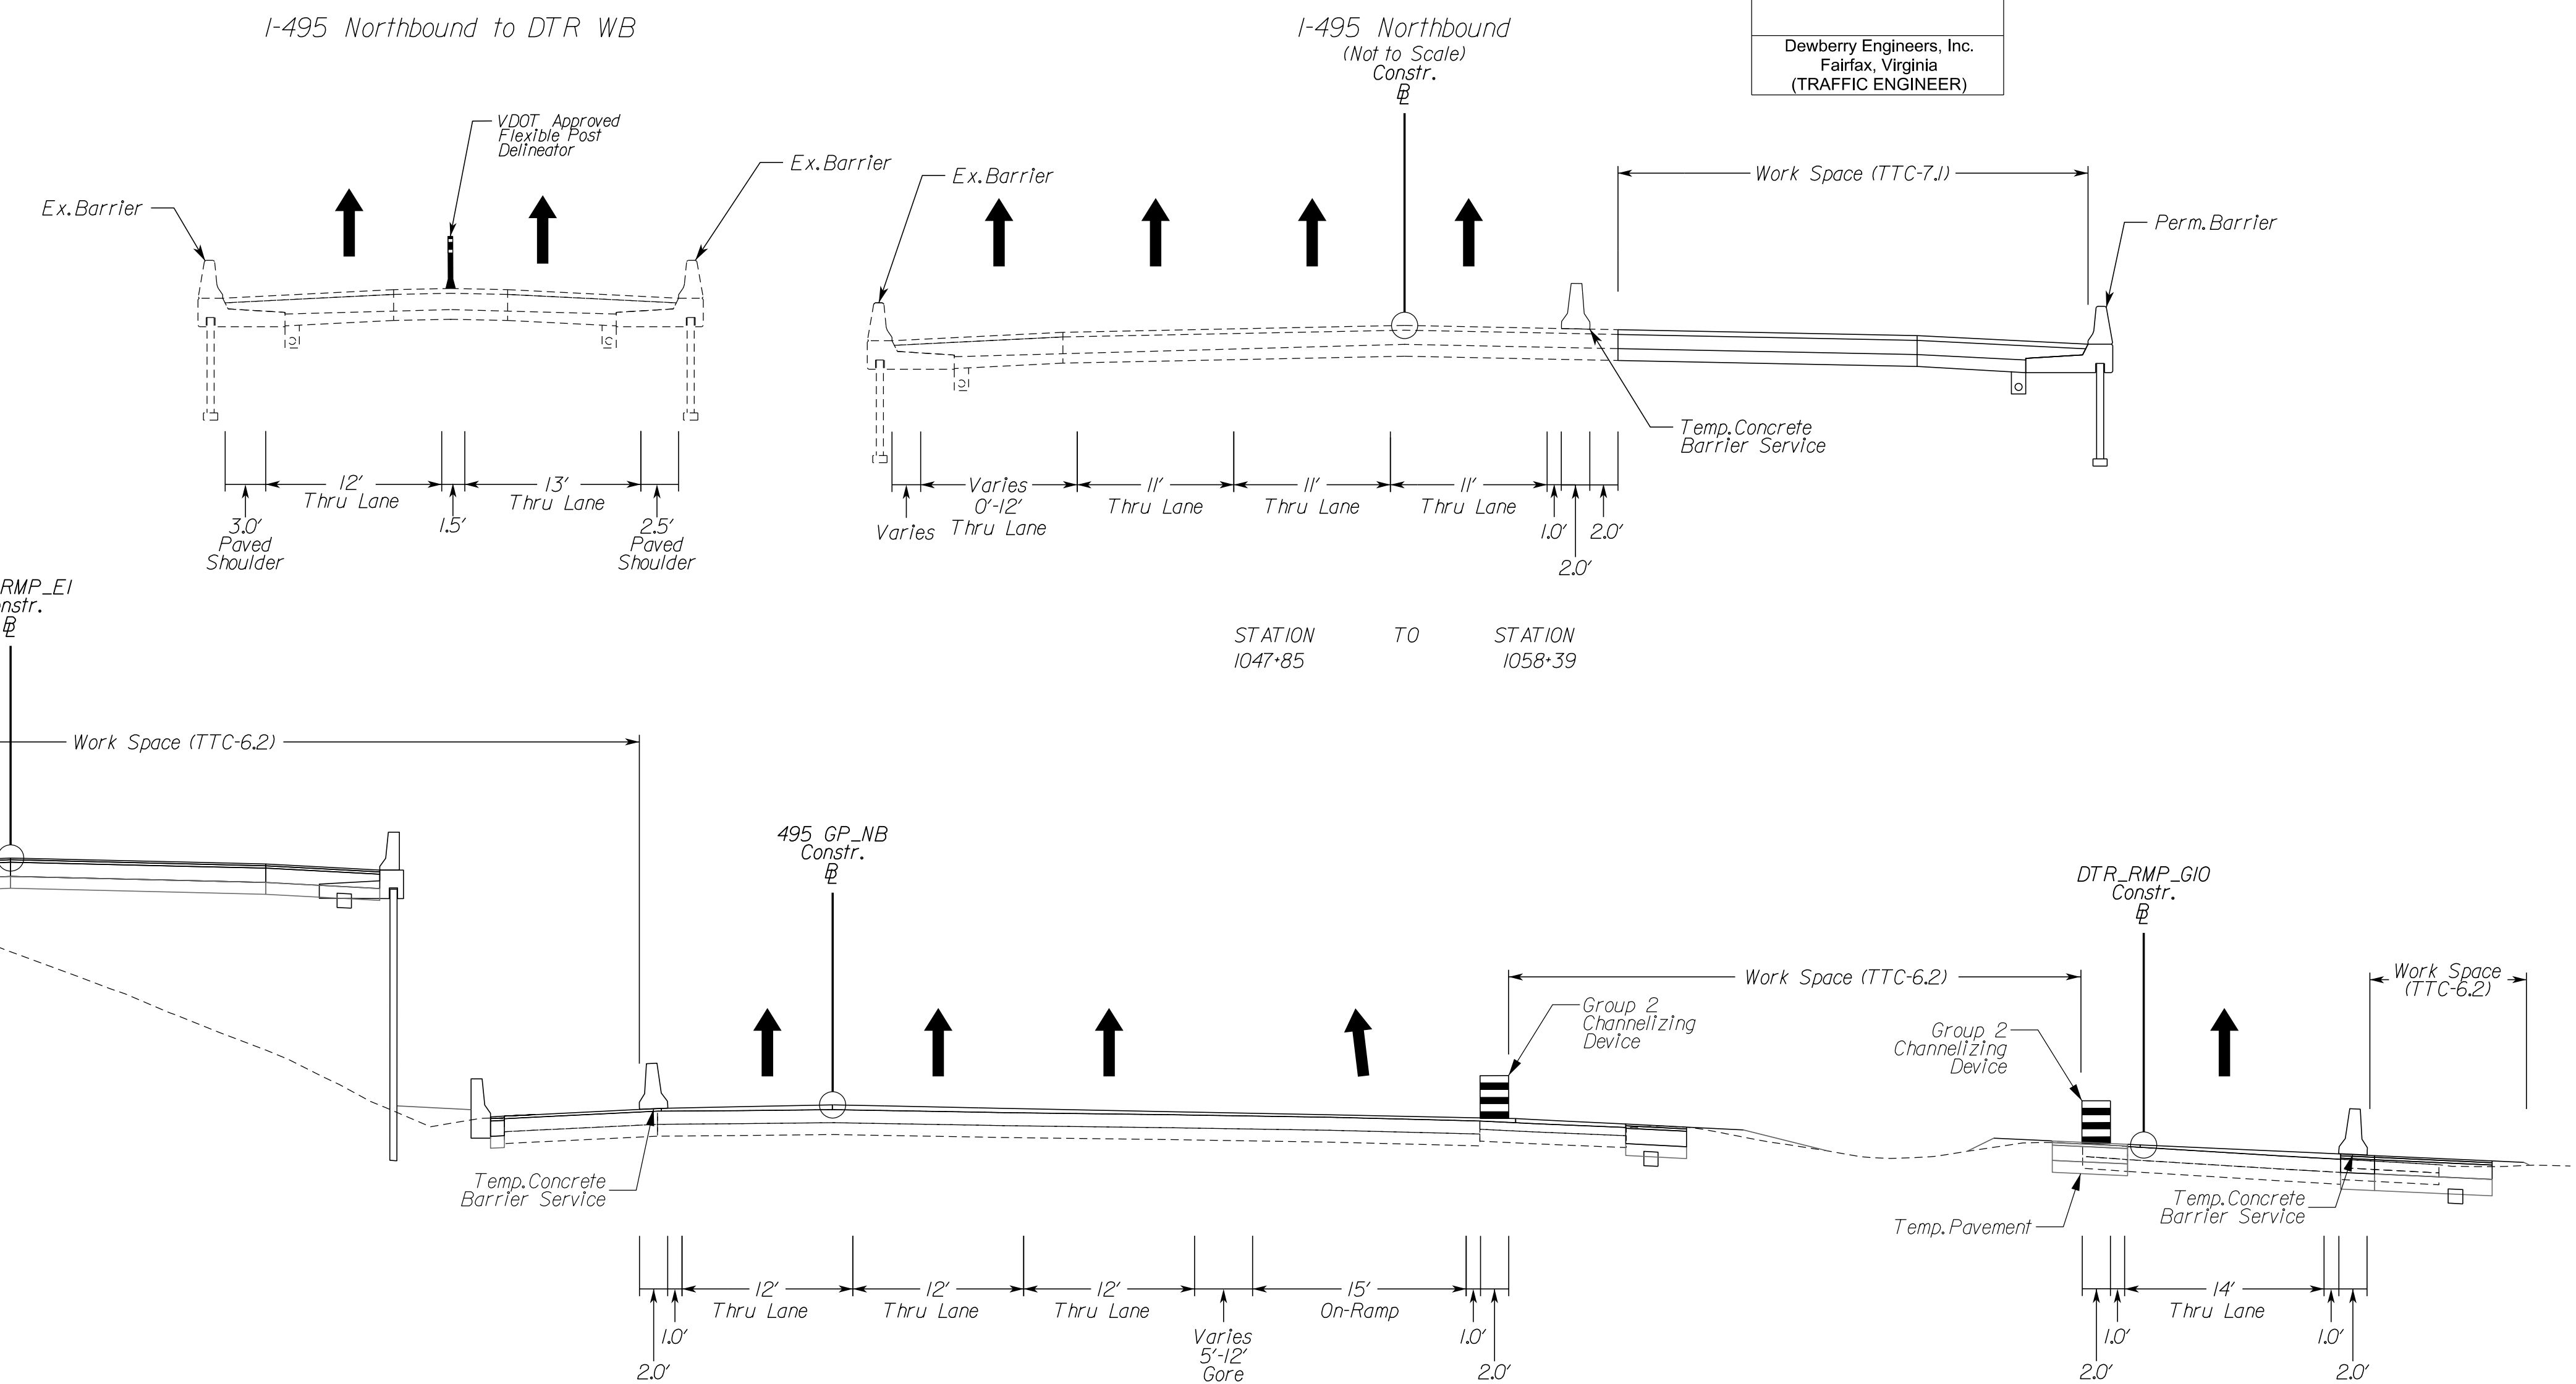 I-495 Northbound to DTR WB
VDOT Approved
Flexible Post
Delineator
Ex. Barrier
Ex. Barrier
12'
Thru Lane
13'
Thru Lane
3.0'
Paved
Shoulder
1.5'
2.5'
Paved
Shoulder
I-495 Northbound
(Not to Scale)
Constr.
BL
Ex. Barrier
Work Space (TTC-7.1)
Perm. Barrier
Temp. Concrete
Barrier Service
Varies
Varies
0'-12'
Thru Lane
11'
Thru Lane
11'
Thru Lane
11'
Thru Lane
1.0'
2.0'
2.0'
STATION TO STATION
1047+85 1058+39
Dewberry Engineers, Inc.
Fairfax, Virginia
(TRAFFIC ENGINEER)
RMP_E1
nstr.
BL
Work Space (TTC-6.2)
495 GP_NB
Constr.
BL
Temp. Concrete
Barrier Service
Group 2
Channelizing
Device
Work Space (TTC-6.2)
2.0'
1.0'
12'
Thru Lane
12'
Thru Lane
12'
Thru Lane
Varies
5'-12'
Gore
15'
On-Ramp
1.0'
2.0'
DTR_RMP_G10
Constr.
BL
Group 2
Channelizing
Device
Work Space
(TTC-6.2)
Temp. Pavement
Temp. Concrete
Barrier Service
2.0'
1.0'
14'
Thru Lane
1.0'
2.0'